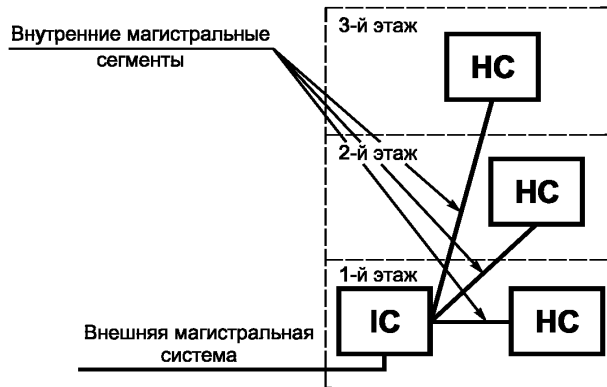 3-й этаж
Внутренние магистральные
сегменты
НС
2-й этаж
НС
1-й этаж
IC
НС
Внешняя магистральная
система